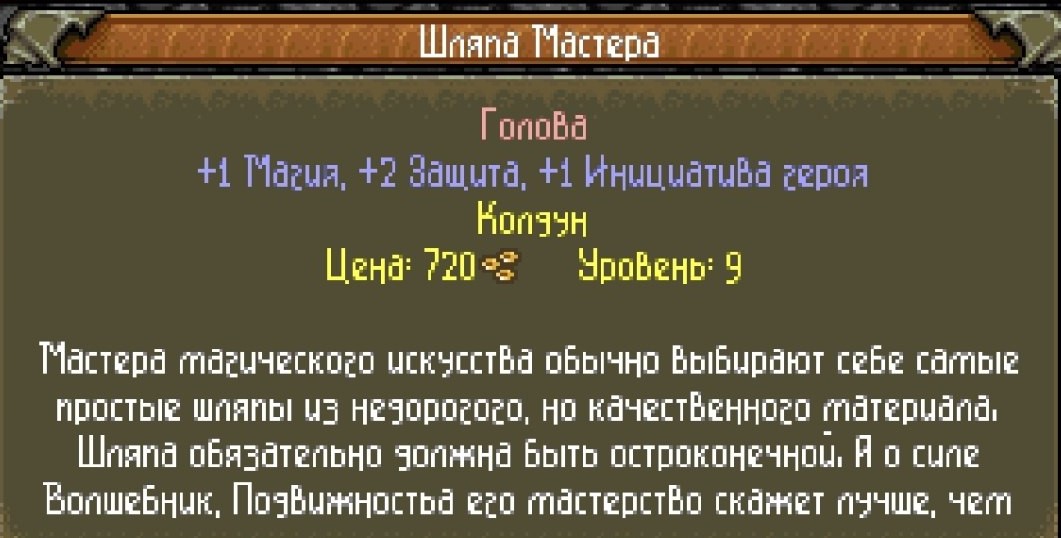 Шляпа Мастера
Голова
+1 Магия, +2 Защита, +1 Инициатива героя
Колдун
Цена: 720 Уровень: 9
Мастера магического искусства обычно выбирают себе самые
простые шляпы из недорогого, но качественного материала.
Шляпа обязательно должна быть остроконечной. А о силе
Волшебник, Подвижностьа его мастерство скажет лучше, чем